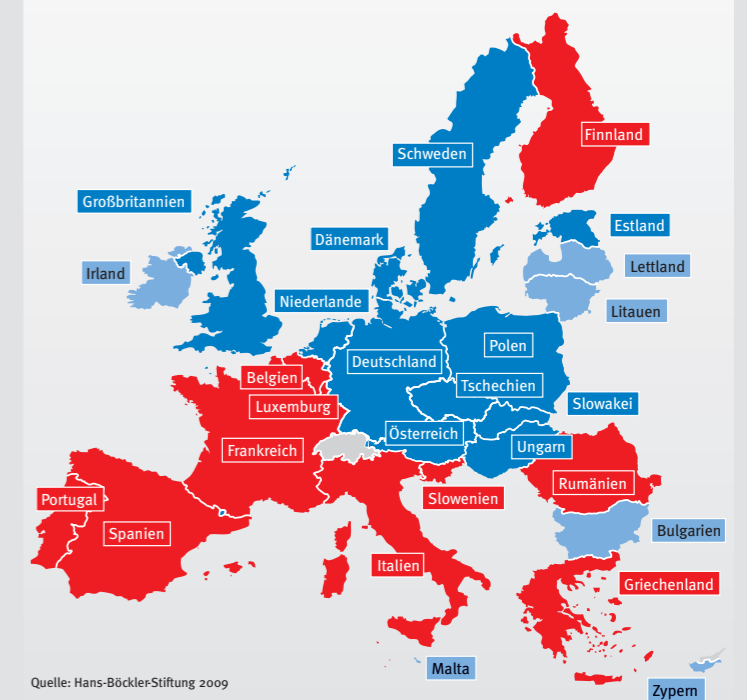 Finnland
Schweden
Großbritannien
Estland
Dänemark
Irland
Lettland
Niederlande
Litauen
Polen
Deutschland
Belgien
Tschechien
Luxemburg
Slowakei
Österreich
Frankreich
Ungarn
Rumänien
Portugal
Slowenien
Spanien
Bulgarien
Italien
Griechenland
Malta
Quelle: Hans-Böckler-Stiftung 2009
Zypern